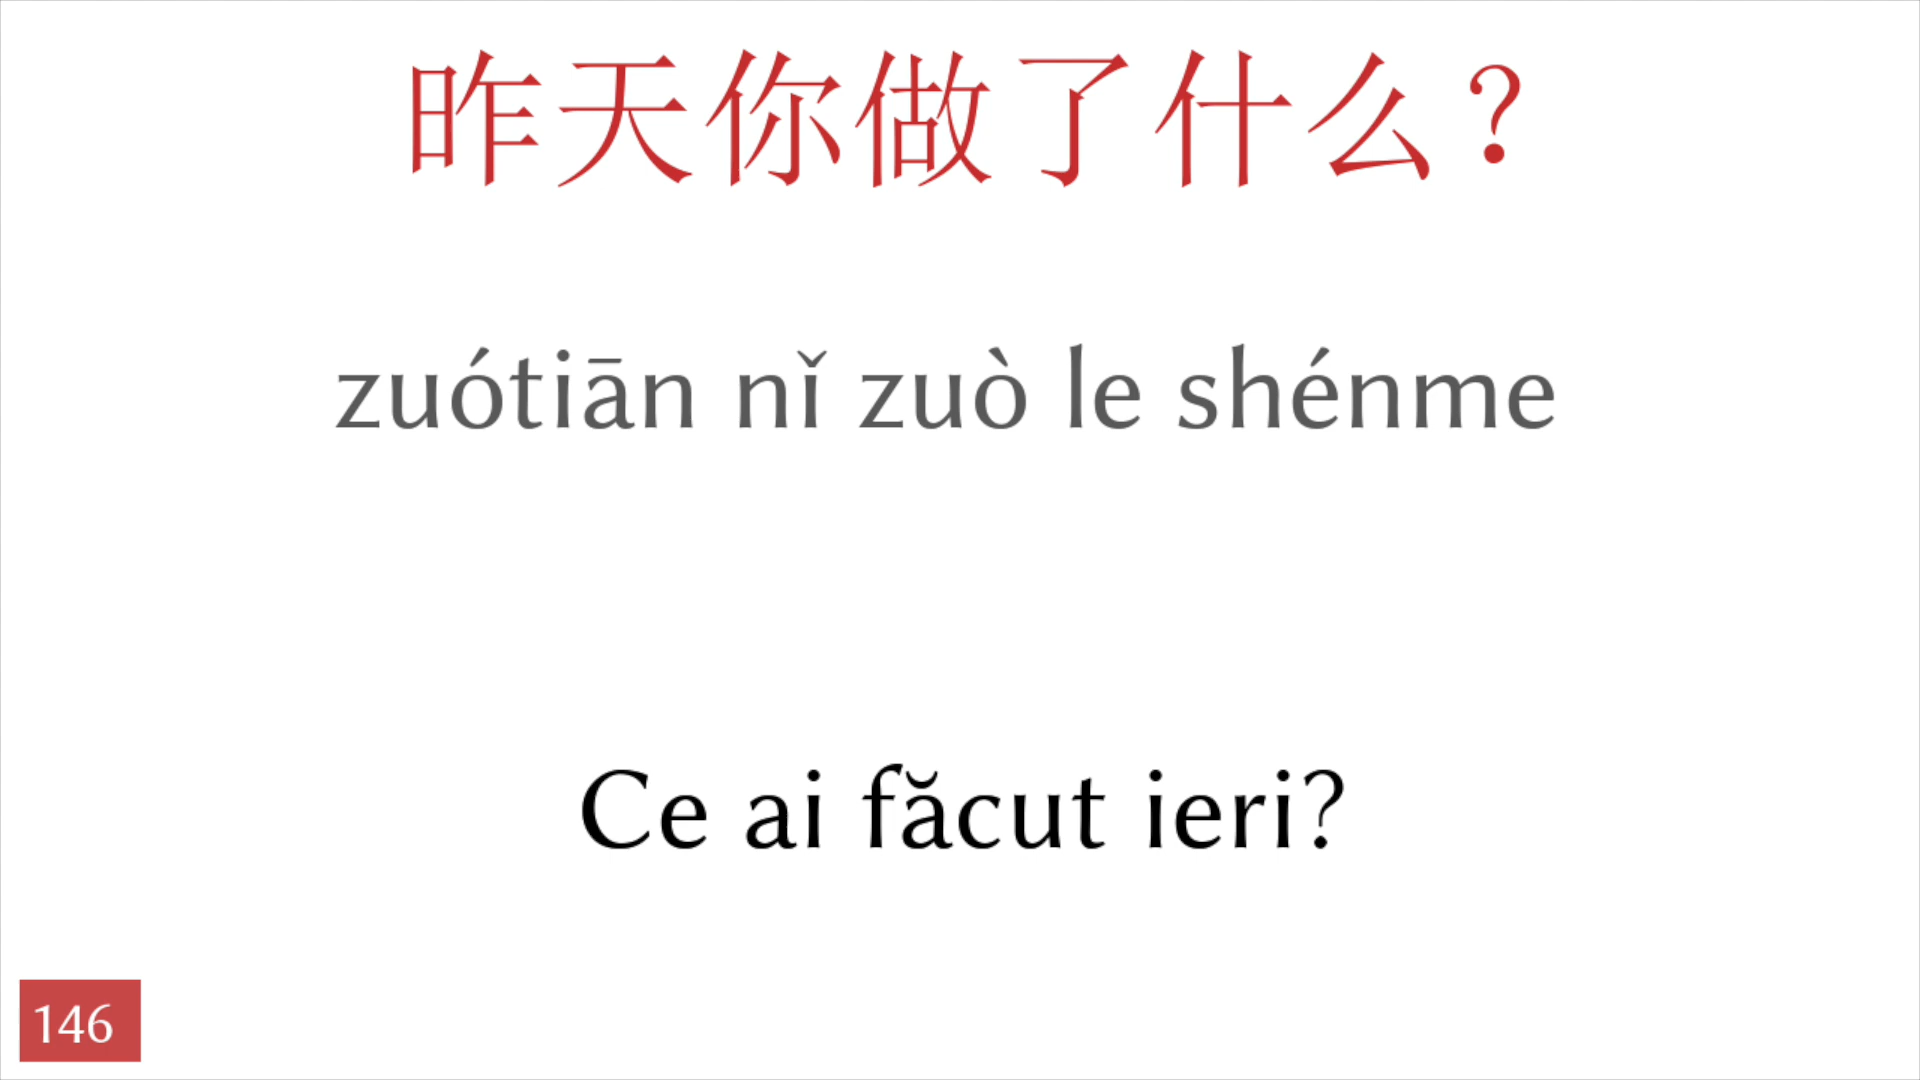 昨天你做了什么？
zuótiān nǐ zuò le shénme
Ce ai făcut ieri?
146